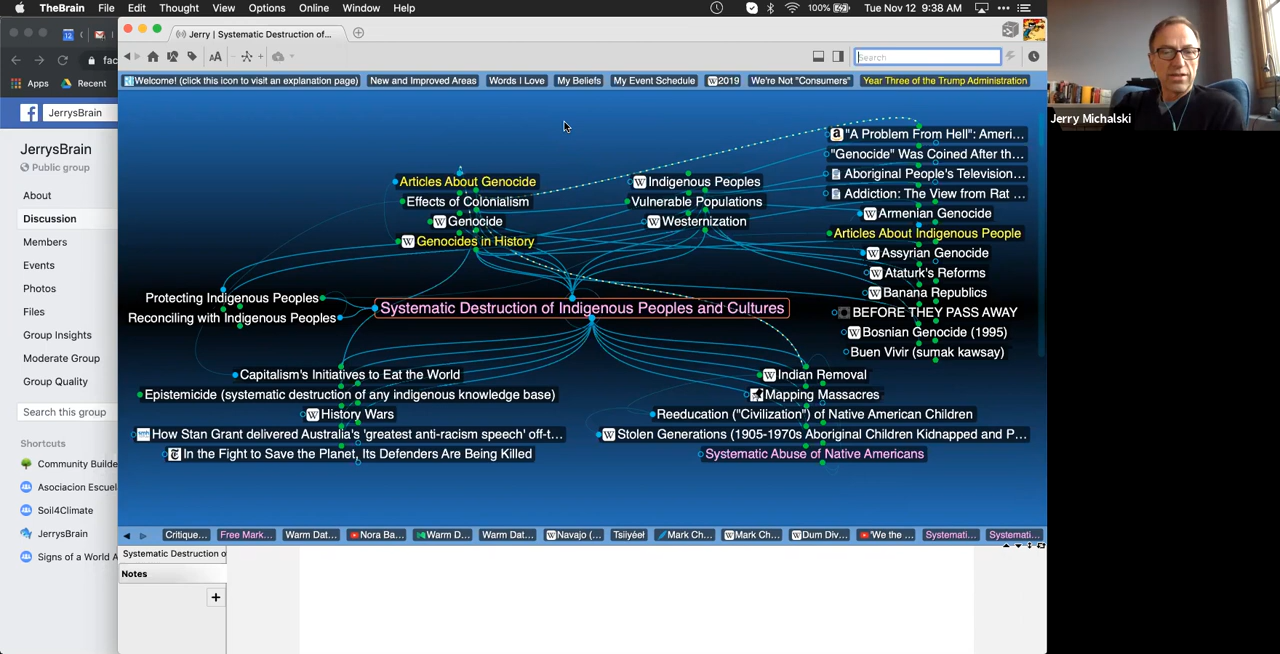 TheBrain File Edit Thought View Options Online Window Help 100% Tue Nov 12 9:38 AM
Jerry | Systematic Destruction of...
12
Apps Recent
Search
Welcome! (click this icon to visit an explanation page) New and Improved Areas Words I Love My Beliefs My Event Schedule 2019 We're Not "Consumers" Year Three of the Trump Administration
JerrysBrain
JerrysBrain
Public group
About
Discussion
Members
Events
Photos
Files
Group Insights
Moderate Group
Group Quality
Search this group
Shortcuts
Community Builde
Asociacion Escuel
Soil4Climate
JerrysBrain
Signs of a World A
Articles About Genocide
Effects of Colonialism
Genocide
Genocides in History
Indigenous Peoples
Vulnerable Populations
Westernization
"A Problem From Hell": Ameri...
"Genocide" Was Coined After th...
Aboriginal People's Television...
Addiction: The View from Rat ...
Armenian Genocide
Articles About Indigenous People
Assyrian Genocide
Ataturk's Reforms
Banana Republics
BEFORE THEY PASS AWAY
Bosnian Genocide (1995)
Buen Vivir (sumak kawsay)
Protecting Indigenous Peoples
Reconciling with Indigenous Peoples
Systematic Destruction of Indigenous Peoples and Cultures
Capitalism's Initiatives to Eat the World
Epistemicide (systematic destruction of any indigenous knowledge base)
History Wars
How Stan Grant delivered Australia's 'greatest anti-racism speech' off-t...
In the Fight to Save the Planet, Its Defenders Are Being Killed
Indian Removal
Mapping Massacres
Reeducation ("Civilization") of Native American Children
Stolen Generations (1905-1970s Aboriginal Children Kidnapped and P...
Systematic Abuse of Native Americans
Critique... Free Mark... Warm Dat... Nora Ba... Warm D... Warm Dat... Navajo (... Tsiiyéeł Mark Ch... Mark Ch... Dum Div... "We the ... Systemati... Systemati...
Systematic Destruction o
Notes
Jerry Michalski